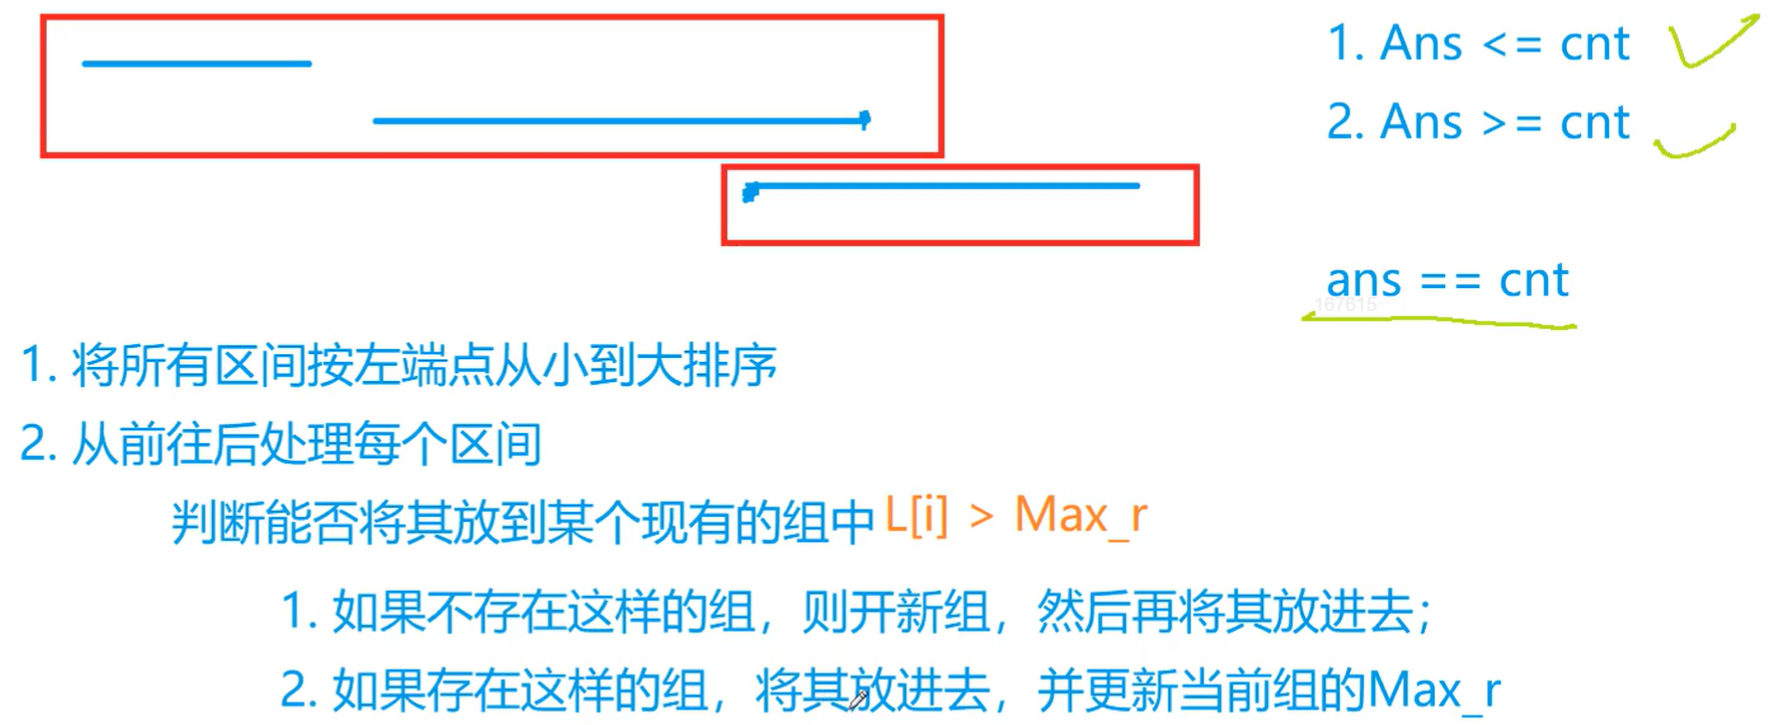 1. Ans <= cnt
2. Ans >= cnt
ans == cnt
167615
1. 将所有区间按左端点从小到大排序
2. 从前往后处理每个区间
判断能否将其放到某个现有的组中 L[i] > Max_r
1. 如果不存在这样的组，则开新组，然后再将其放进去；
2. 如果存在这样的组，将其放进去，并更新当前组的Max_r